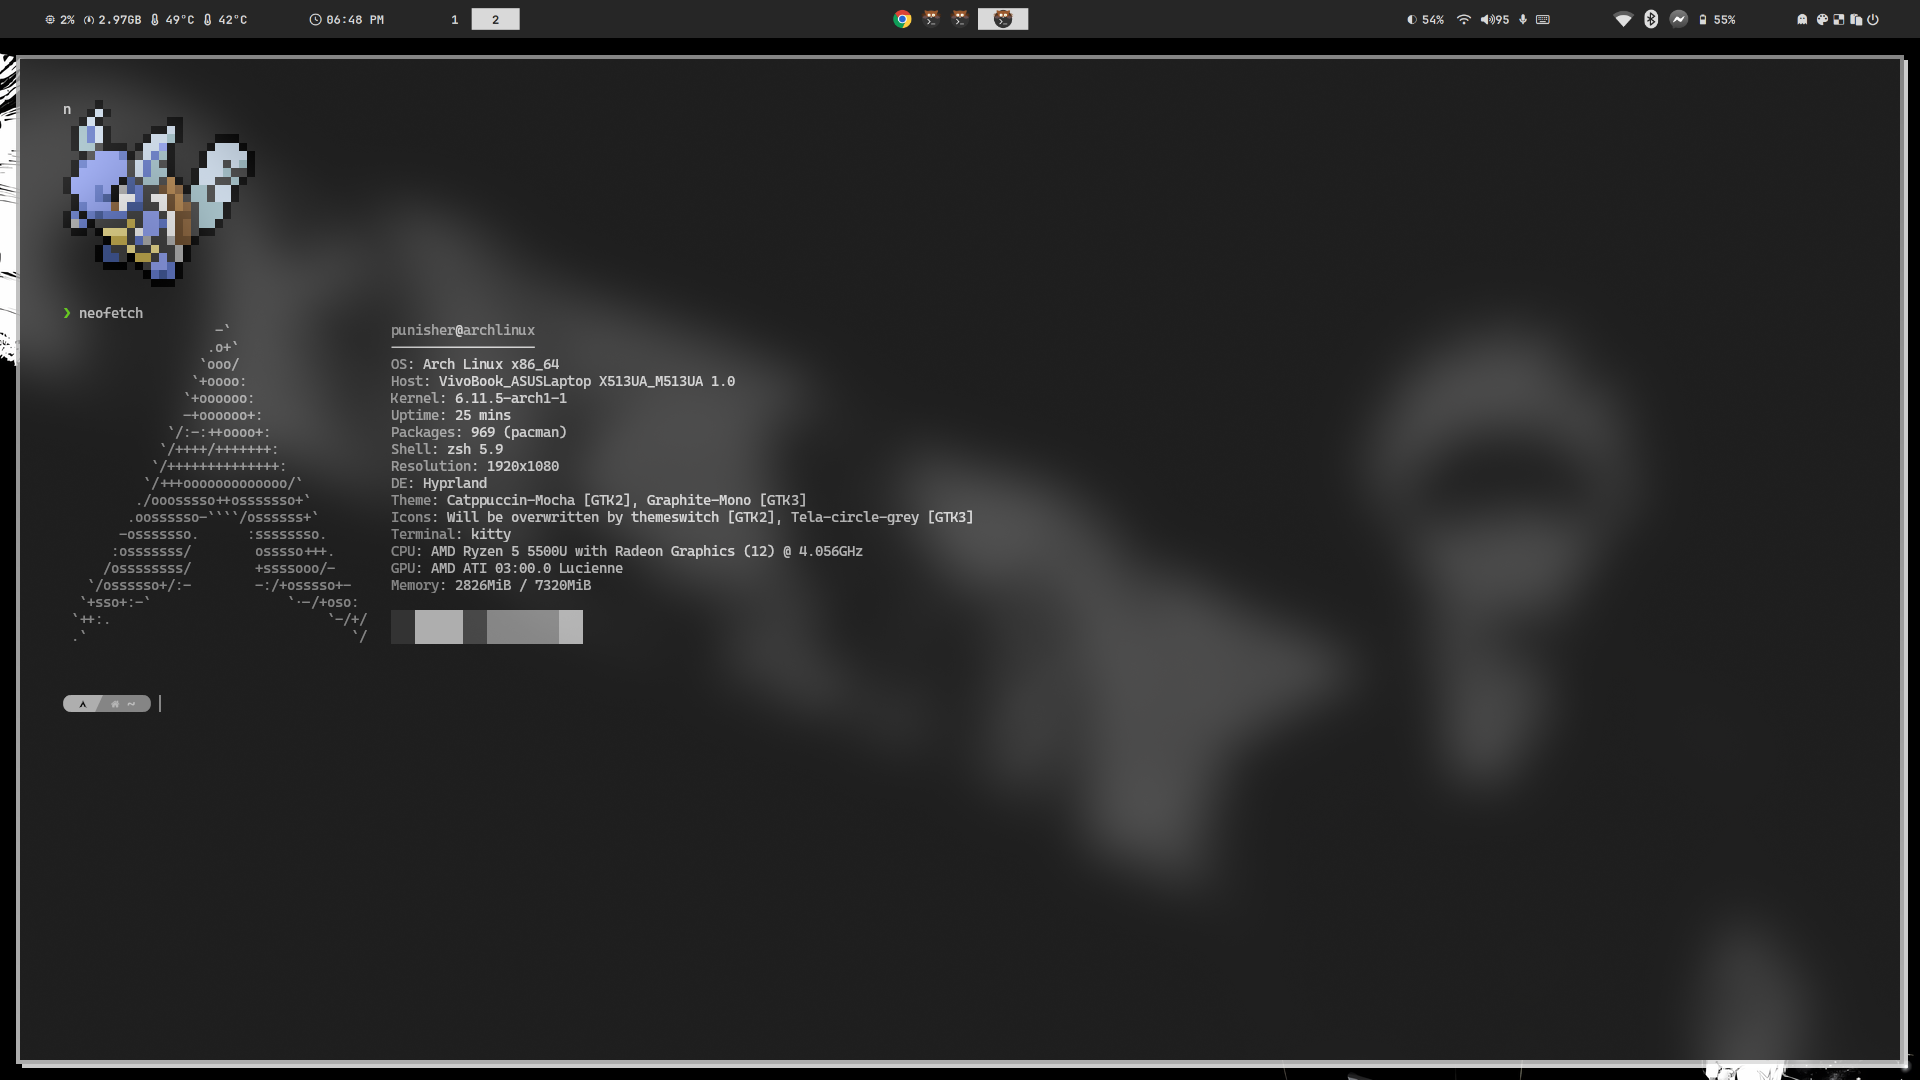 2% 2.97GB 49°C 42°C 06:48 PM 1 2 54% 95 55%
n
❯ neofetch
-` punisher@archlinux
.o+` ------------------
`ooo/ OS: Arch Linux x86_64
`+oooo: Host: VivoBook_ASUSLaptop X513UA_M513UA 1.0
`+oooooo: Kernel: 6.11.5-arch1-1
-+oooooo+: Uptime: 25 mins
`/:-:++oooo+: Packages: 969 (pacman)
`/++++/+++++++: Shell: zsh 5.9
`/++++++++++++++: Resolution: 1920x1080
`/+++ooooooooooooo/` DE: Hyprland
./ooosssso++osssssso+` Theme: Catppuccin-Mocha [GTK2], Graphite-Mono [GTK3]
.oossssso-````/ossssss+` Icons: Will be overwritten by themeswitch [GTK2], Tela-circle-grey [GTK3]
-osssssso. :ssssssso. Terminal: kitty
:osssssss/ osssso+++. CPU: AMD Ryzen 5 5500U with Radeon Graphics (12) @ 4.056GHz
/ossssssss/ +ssssooo/- GPU: AMD ATI 03:00.0 Lucienne
`/ossssso+/:- -:/+osssso+- Memory: 2826MiB / 7320MiB
`+sso+:-` `.-/+oso:
`++:. `-/+/
.` `/
~